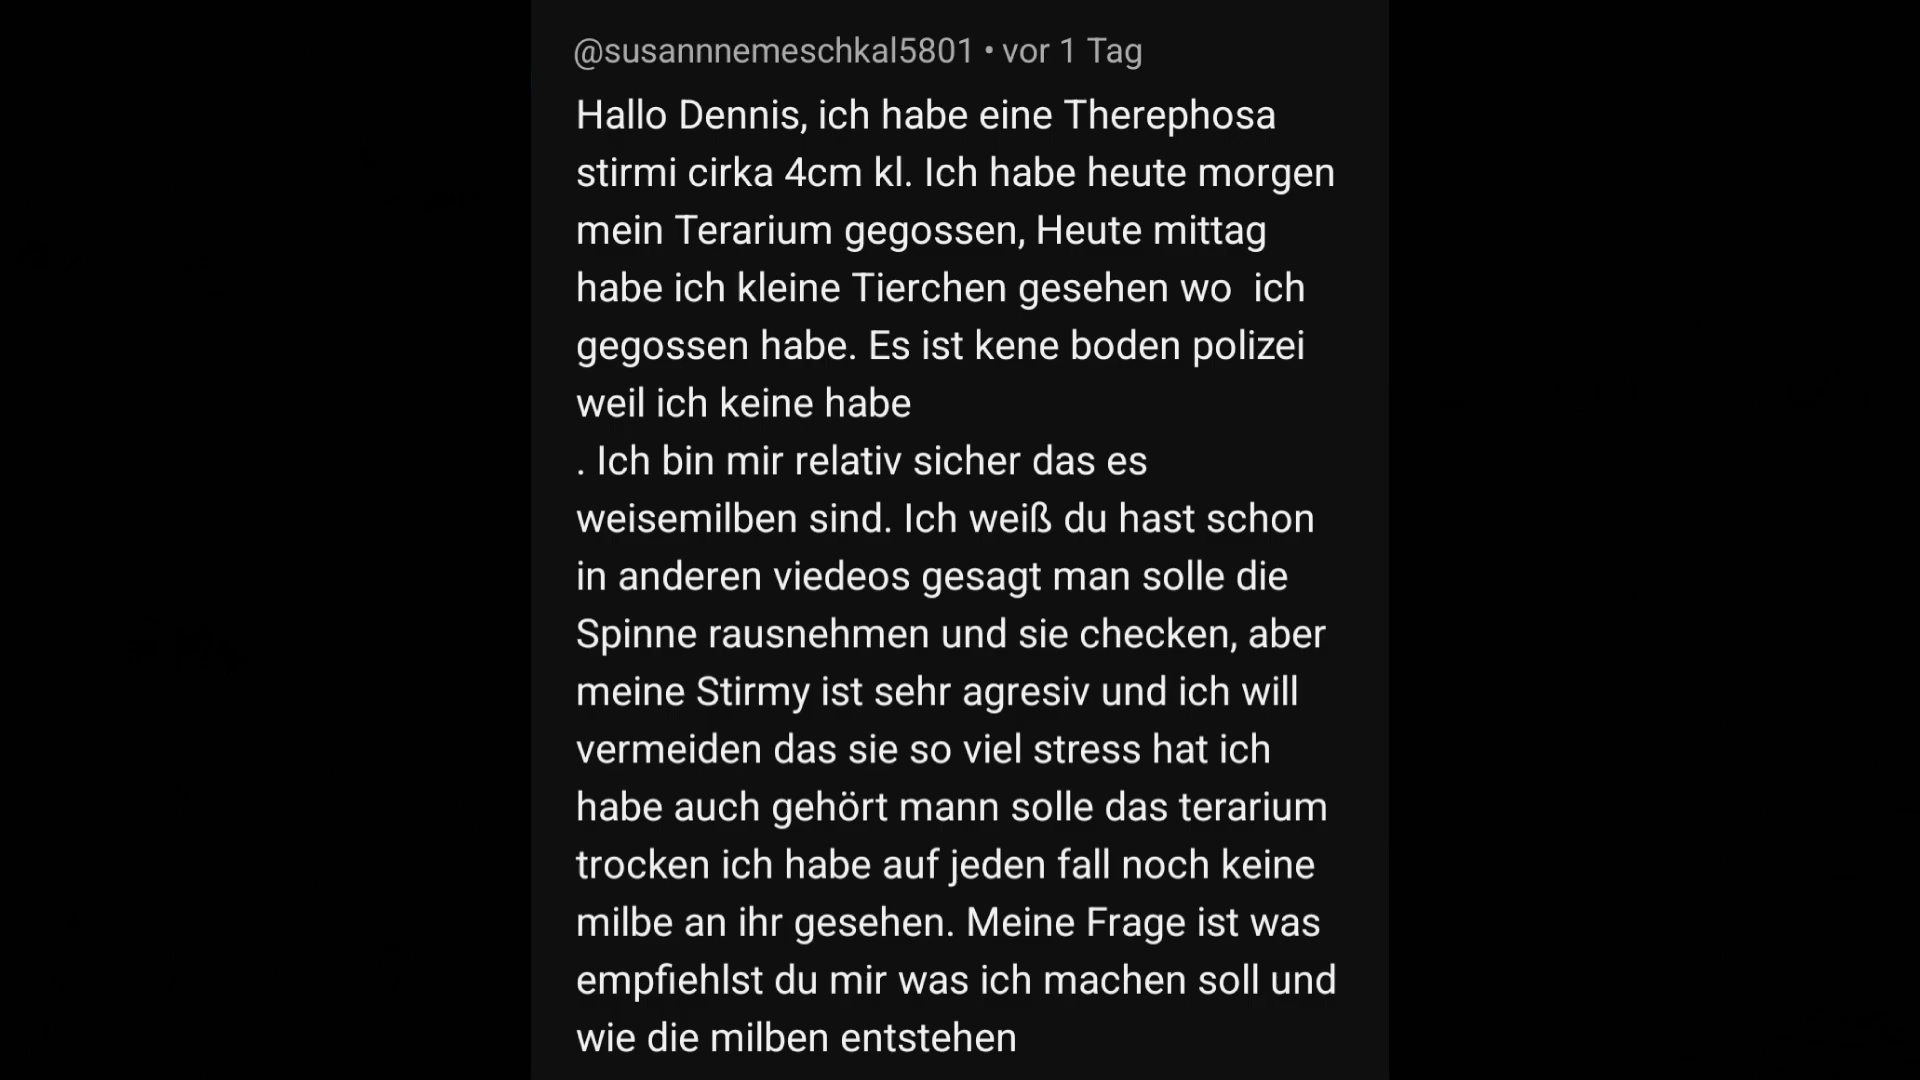 @susannnemeschkal5801 • vor 1 Tag
Hallo Dennis, ich habe eine Therephosa
stirmi cirka 4cm kl. Ich habe heute morgen
mein Terarium gegossen, Heute mittag
habe ich kleine Tierchen gesehen wo  ich
gegossen habe. Es ist kene boden polizei
weil ich keine habe
. Ich bin mir relativ sicher das es
weisemilben sind. Ich weiß du hast schon
in anderen viedeos gesagt man solle die
Spinne rausnehmen und sie checken, aber
meine Stirmy ist sehr agresiv und ich will
vermeiden das sie so viel stress hat ich
habe auch gehört mann solle das terarium
trocken ich habe auf jeden fall noch keine
milbe an ihr gesehen. Meine Frage ist was
empfiehlst du mir was ich machen soll und
wie die milben entstehen